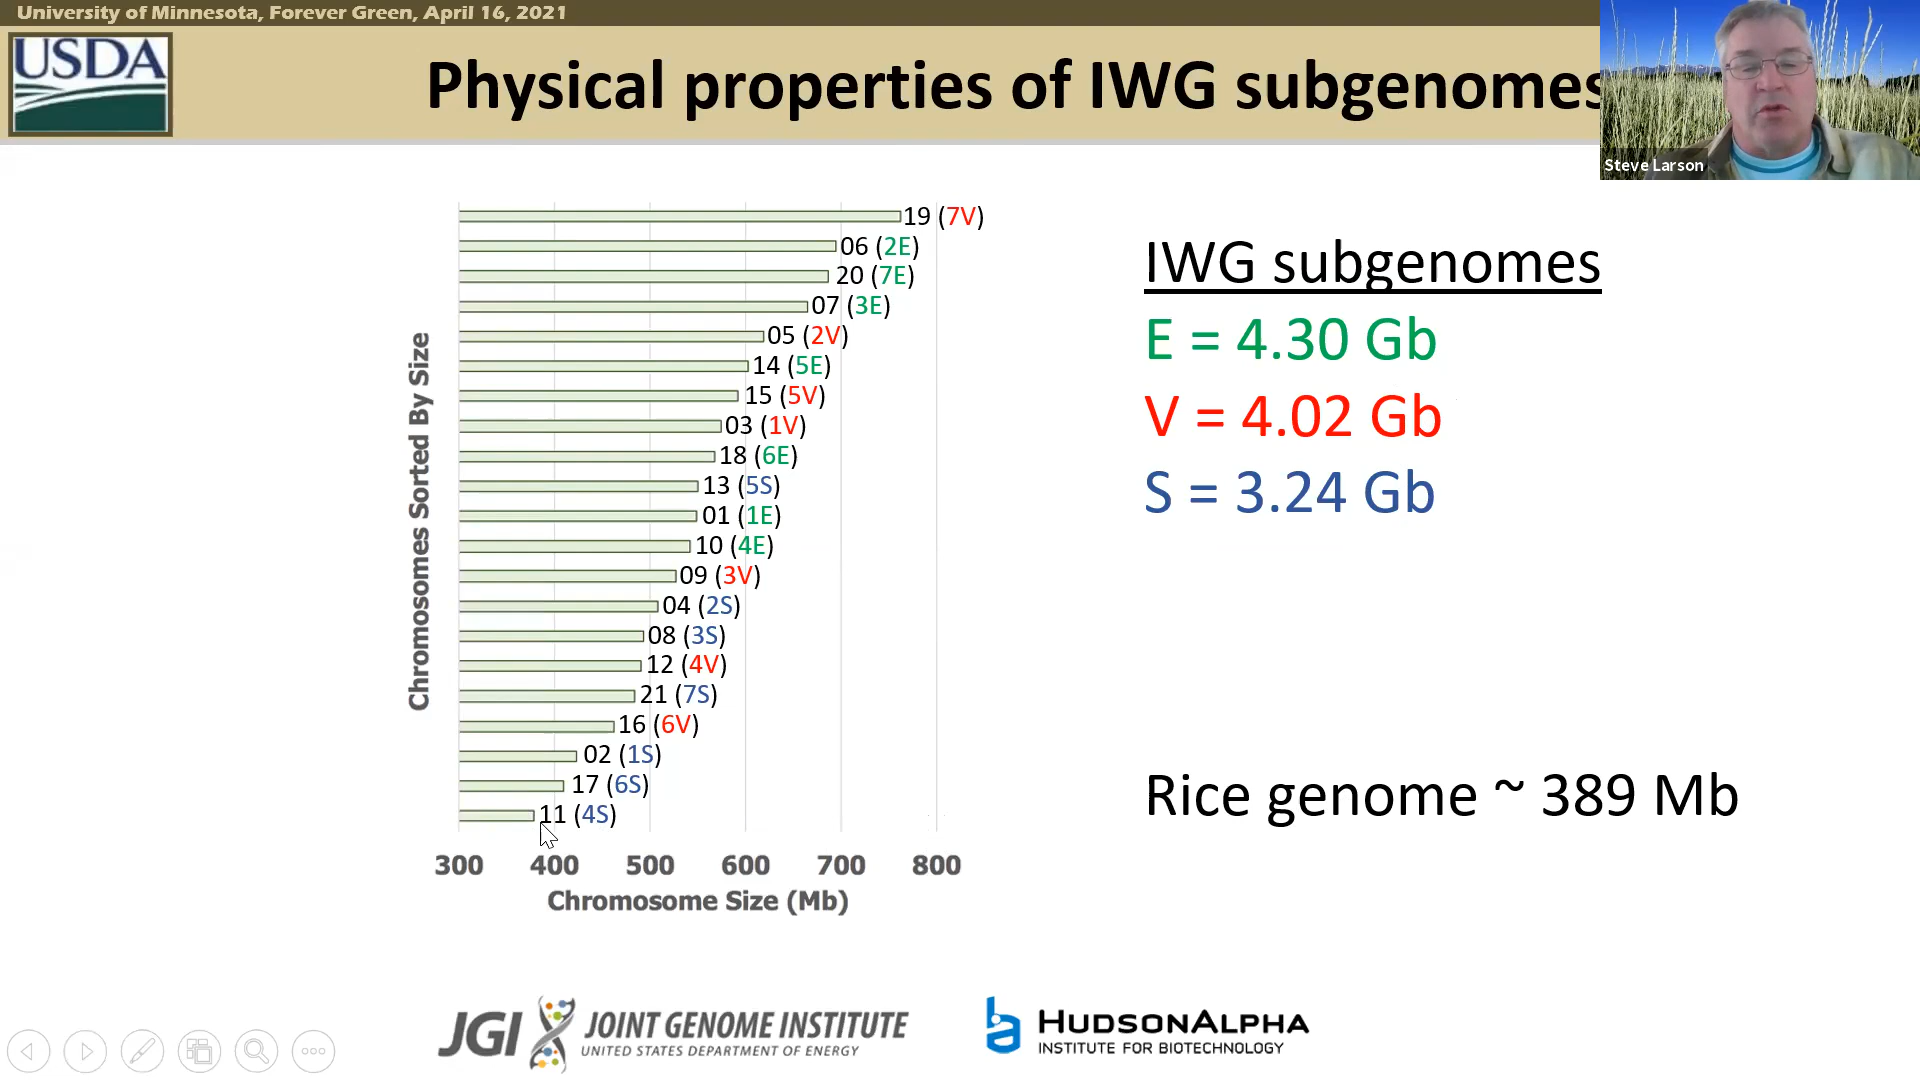 University of Minnesota, Forever Green, April 16, 2021
USDA
Physical properties of IWG subgenomes
Steve Larson
19 (7V)
06 (2E)
20 (7E)
07 (3E)
05 (2V)
14 (5E)
15 (5V)
03 (1V)
18 (6E)
13 (5S)
01 (1E)
10 (4E)
09 (3V)
04 (2S)
08 (3S)
12 (4V)
21 (7S)
16 (6V)
02 (1S)
17 (6S)
11 (4S)
Chromosomes Sorted By Size
300 400 500 600 700 800
Chromosome Size (Mb)
IWG subgenomes
E = 4.30 Gb
V = 4.02 Gb
S = 3.24 Gb
Rice genome ~ 389 Mb
JGI JOINT GENOME INSTITUTE
UNITED STATES DEPARTMENT OF ENERGY
HUDSONALPHA
INSTITUTE FOR BIOTECHNOLOGY